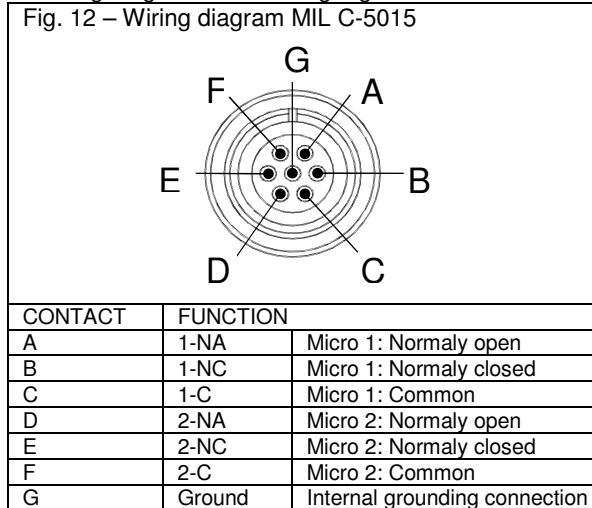 Fig. 12 – Wiring diagram MIL C-5015
G
F A
E B
D C
CONTACT FUNCTION
A 1-NA Micro 1: Normaly open
B 1-NC Micro 1: Normaly closed
C 1-C Micro 1: Common
D 2-NA Micro 2: Normaly open
E 2-NC Micro 2: Normaly closed
F 2-C Micro 2: Common
G Ground Internal grounding connection